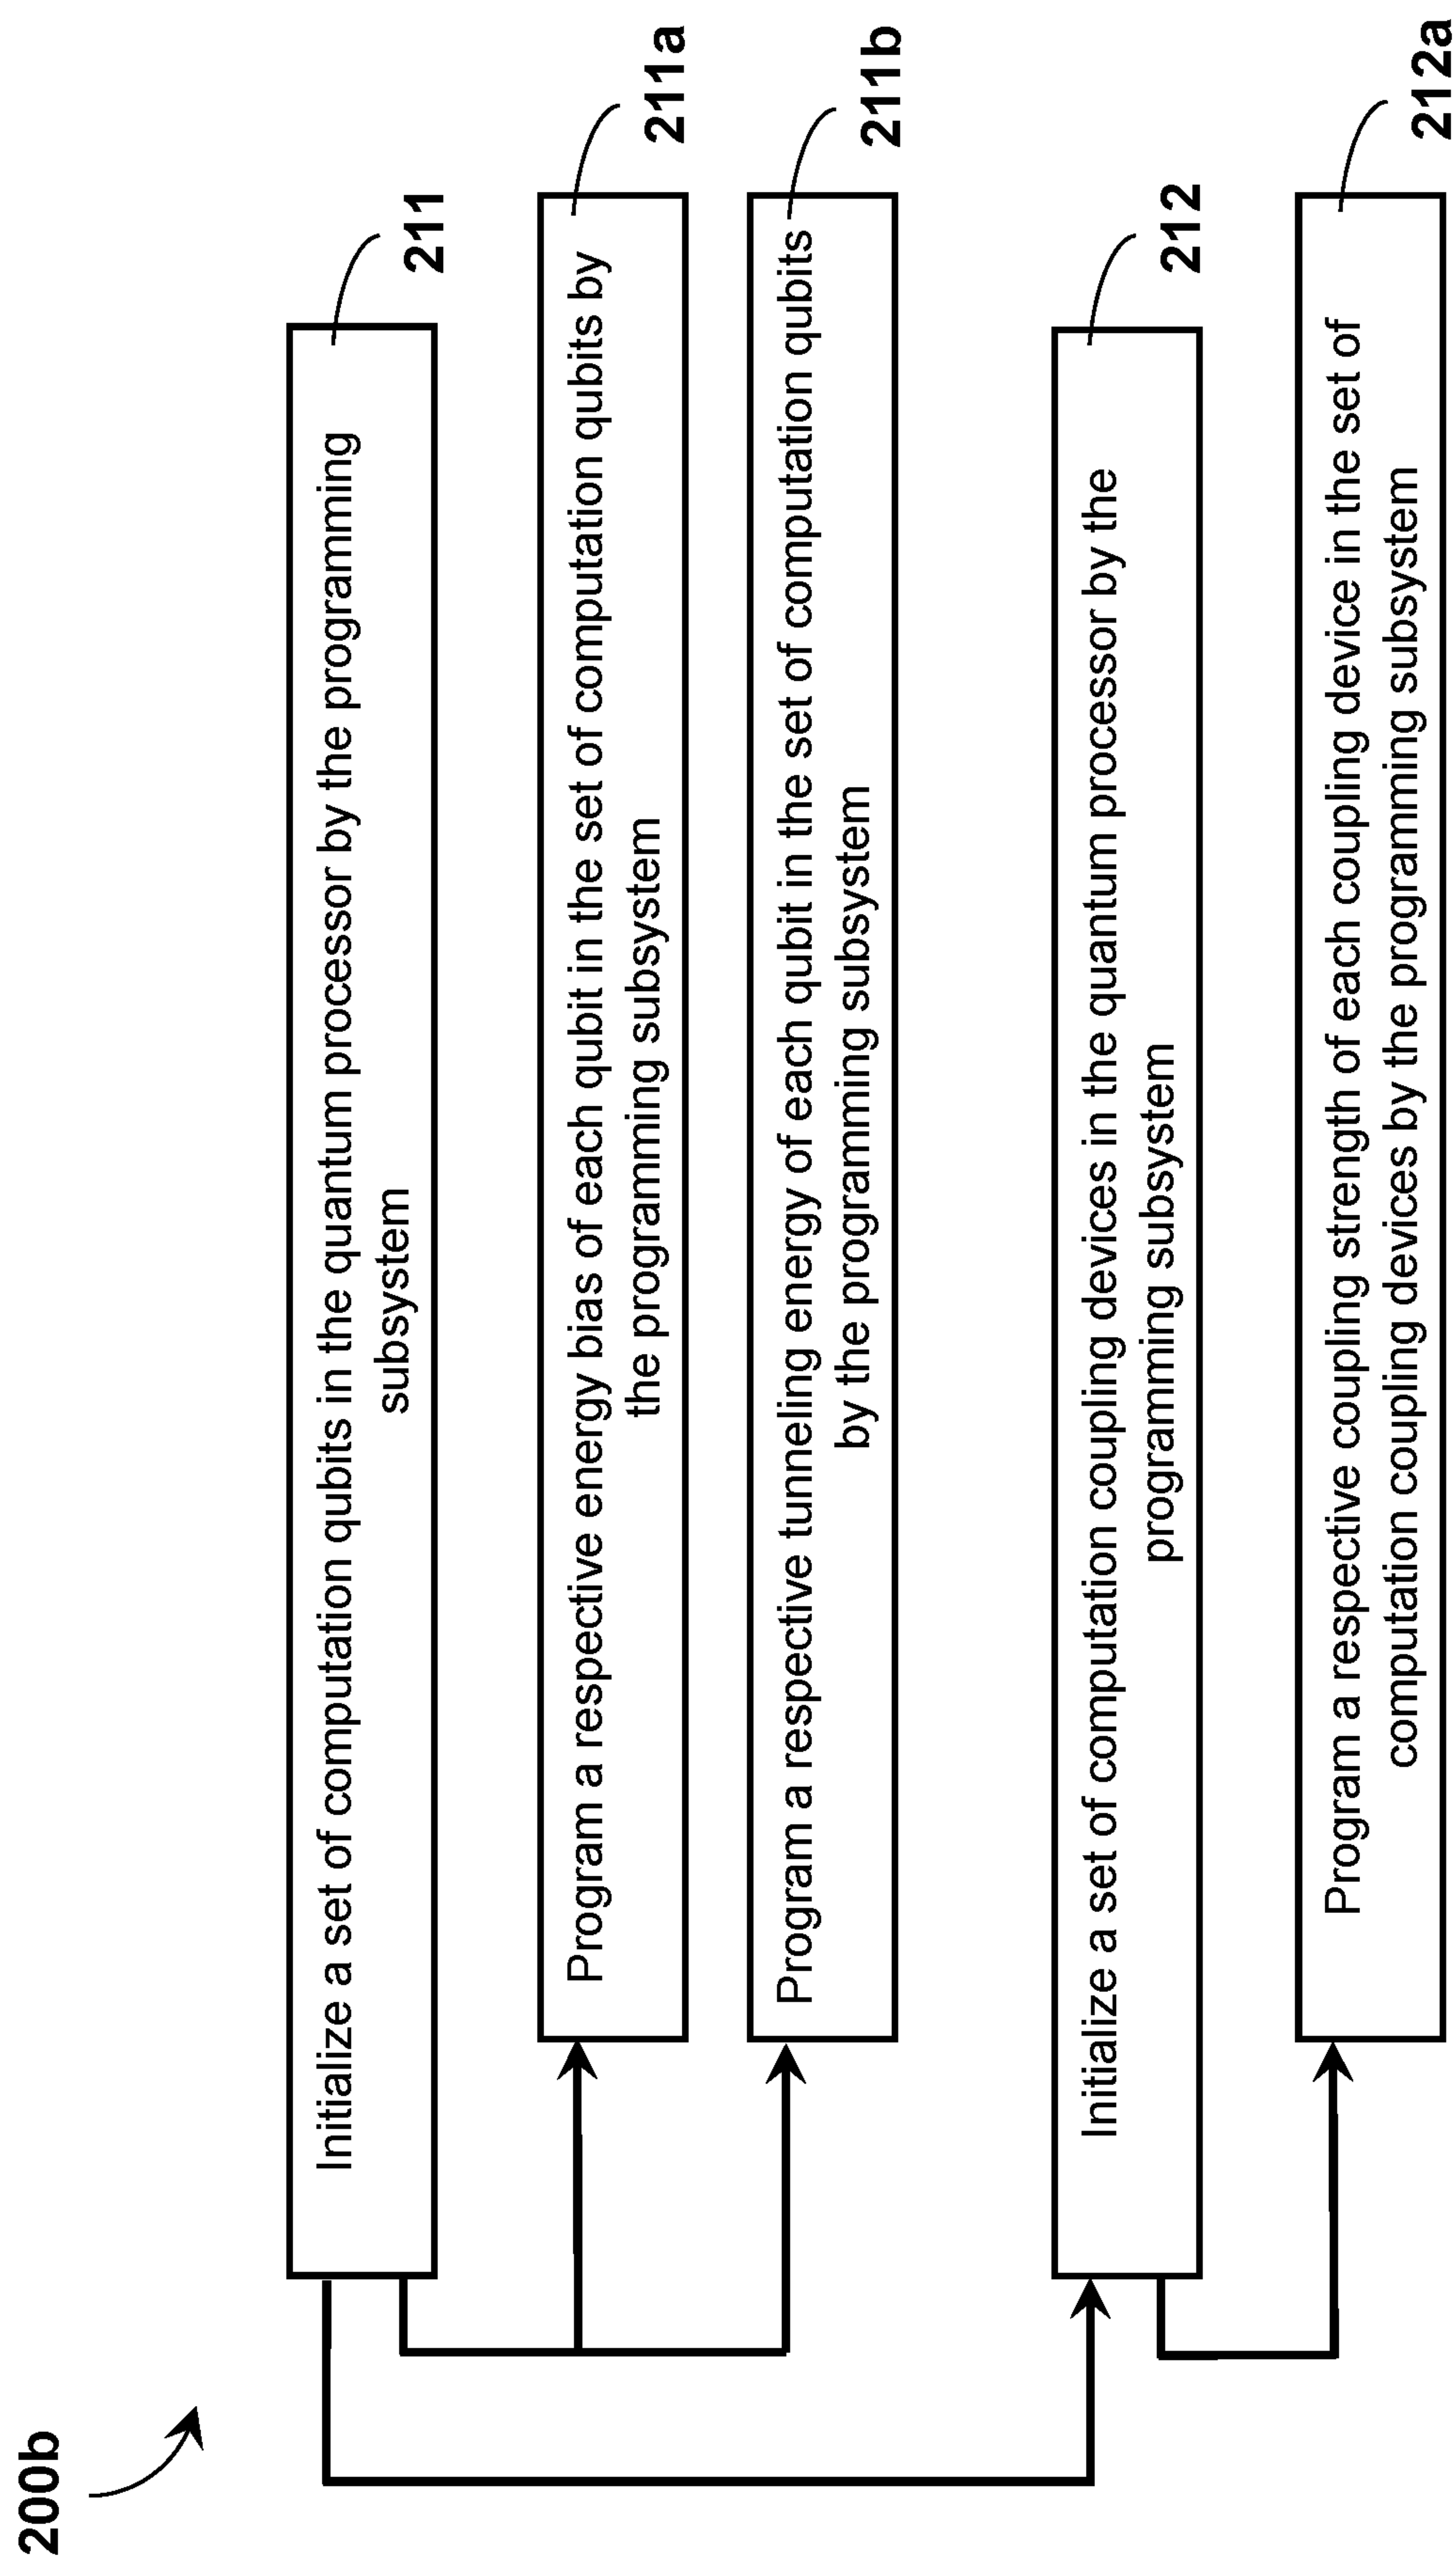 200b
Initialize a set of computation qubits in the quantum processor by the programming
subsystem
211
Program a respective energy bias of each qubit in the set of computation qubits by
the programming subsystem
211a
Program a respective tunneling energy of each qubit in the set of computation qubits
by the programming subsystem
211b
Initialize a set of computation coupling devices in the quantum processor by the
programming subsystem
212
Program a respective coupling strength of each coupling device in the set of
computation coupling devices by the programming subsystem
212a